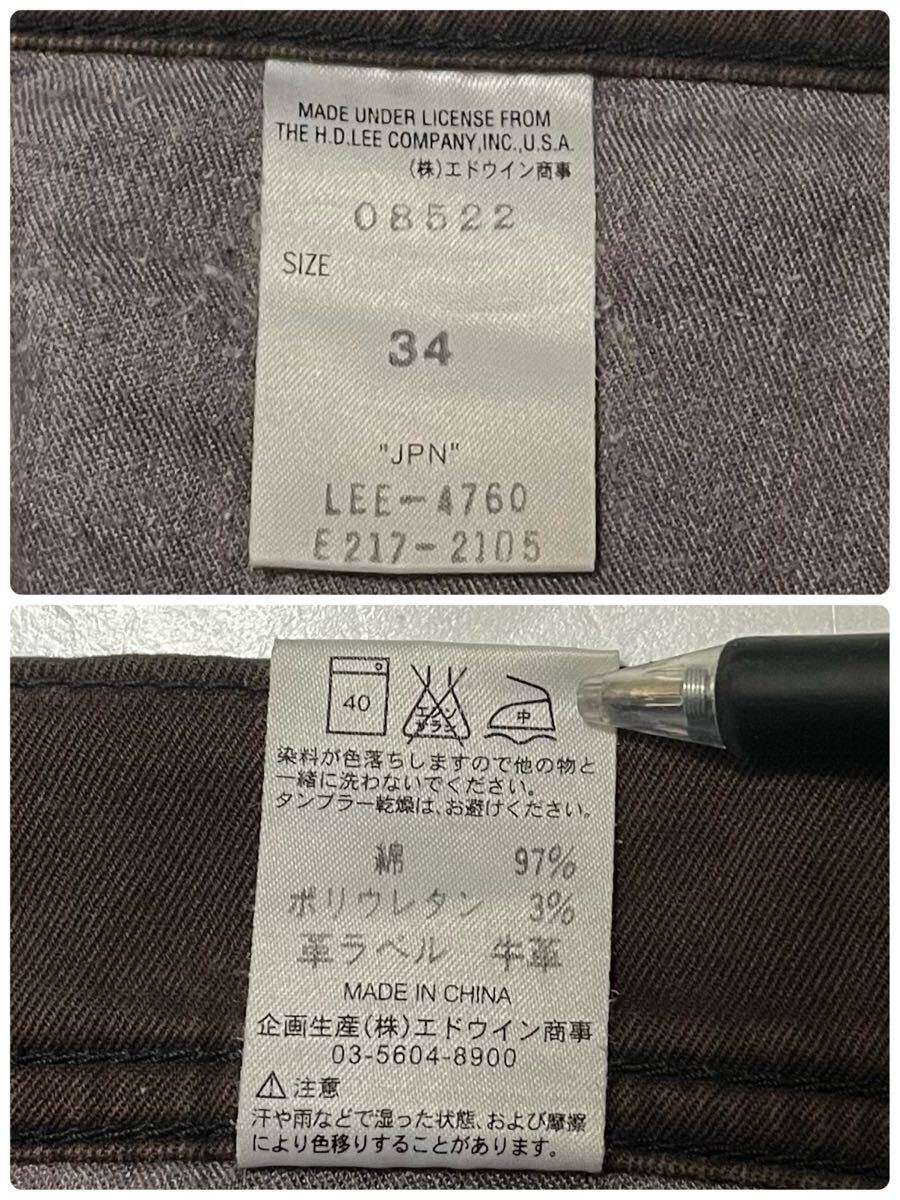 MADE UNDER LICENSE FROM
THE H.D.LEE COMPANY,INC.,U.S.A.
(株)エドウイン商事
08522
SIZE
34
"JPN"
LEE-4760
E217-2105
40
エンソ
サラシ
中
染料が色落ちしますので他の物と
一緒に洗わないでください。
タンブラー乾燥は、お避けください。
綿 97%
ポリウレタン 3%
革ラベル 牛革
MADE IN CHINA
企画生産(株)エドウイン商事
03-5604-8900
注意
汗や雨などで湿った状態、および摩擦
により色移りすることがあります。